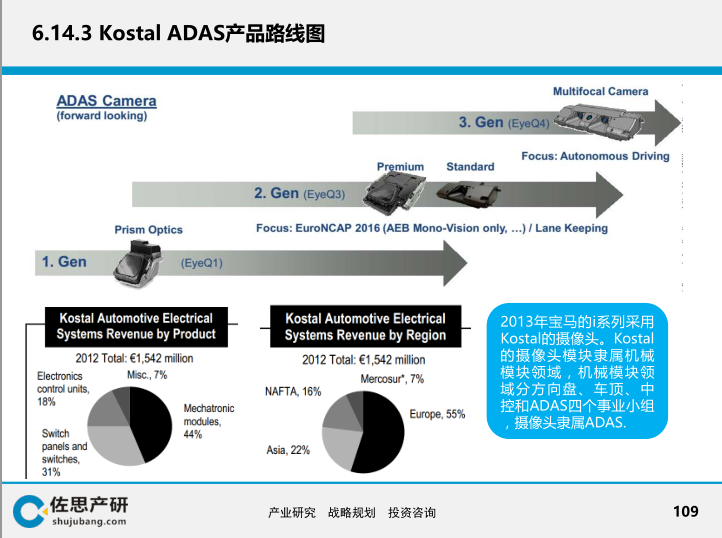 6.14.3 Kostal ADAS产品路线图
ADAS Camera
(forward looking)
Multifocal Camera
3. Gen (EyeQ4)
Focus: Autonomous Driving
Premium
Standard
2. Gen (EyeQ3)
Focus: EuroNCAP 2016 (AEB Mono-Vision only, ...) / Lane Keeping
Prism Optics
1. Gen
(EyeQ1)
Kostal Automotive Electrical
Systems Revenue by Product
2012 Total: €1,542 million
Misc., 7%
Electronics
control units,
18%
Mechatronic
modules,
44%
Switch
panels and
switches,
31%
Kostal Automotive Electrical
Systems Revenue by Region
2012 Total: €1,542 million
Mercosur*, 7%
NAFTA, 16%
Europe, 55%
Asia, 22%
2013年宝马的i系列采用
Kostal的摄像头。Kostal
的摄像头模块隶属机械
模块领域，机械模块领
域分方向盘、车顶、中
控和ADAS四个事业小组
，摄像头隶属ADAS.
佐思产研
shujubang.com
产业研究 战略规划 投资咨询
109